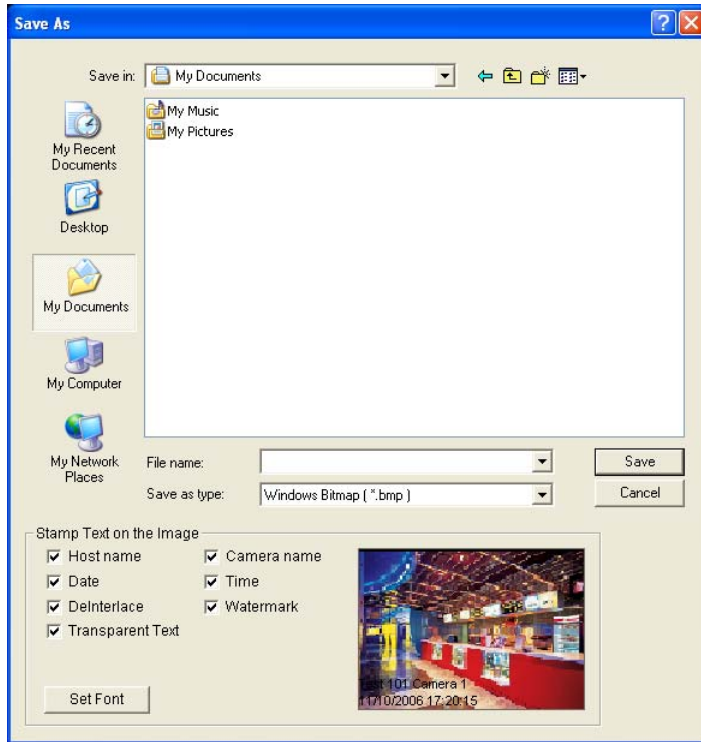 Save As
Save in:
My Documents
My Music
My Pictures
My Recent
Documents
Desktop
My Documents
My Computer
My Network
Places
File name:
Save
Save as type:
Windows Bitmap ( *.bmp )
Cancel
Stamp Text on the Image
Host name
Camera name
Date
Time
DeInterlace
Watermark
Transparent Text
Set Font
Test 101 Camera 1
11/10/2006 17:20:15